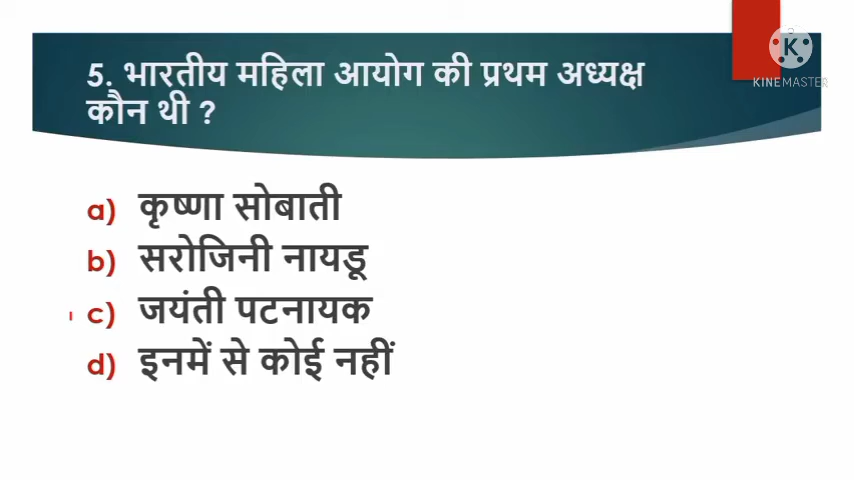 5. भारतीय महिला आयोग की प्रथम अध्यक्ष
कौन थी ?
K
KINEMASTER
a) कृष्णा सोबाती
b) सरोजिनी नायडू
c) जयंती पटनायक
d) इनमें से कोई नहीं